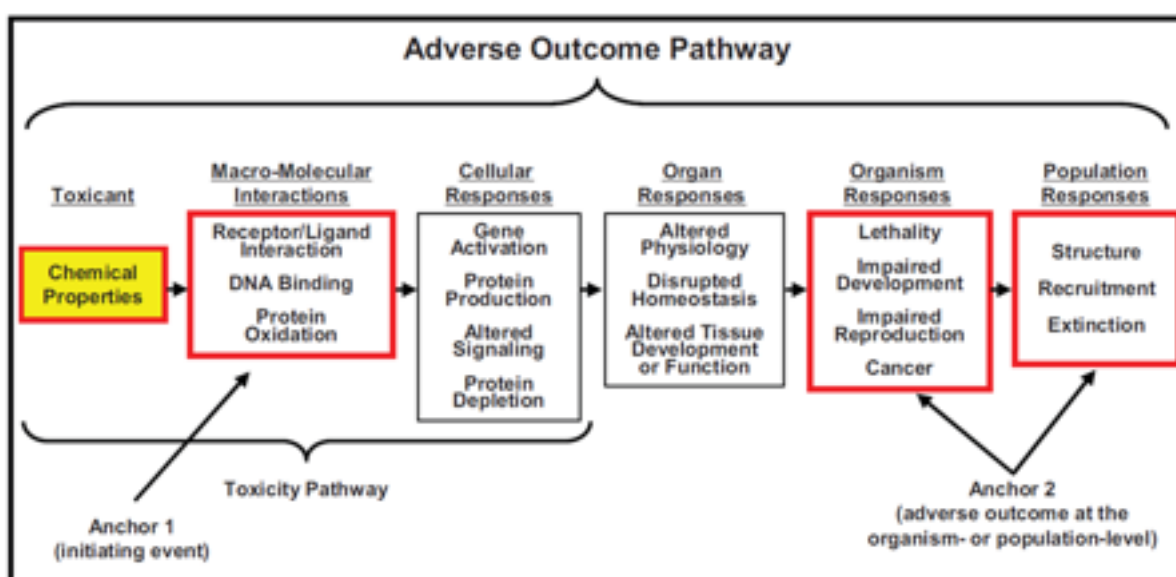 Adverse Outcome Pathway
Toxicant
Chemical
Properties
Macro-Molecular
Interactions
Receptor/Ligand
Interaction
DNA Binding
Protein
Oxidation
Cellular
Responses
Gene
Activation
Protein
Production
Altered
Signaling
Protein
Depletion
Organ
Responses
Altered
Physiology
Disrupted
Homeostasis
Altered Tissue
Development
or Function
Organism
Responses
Lethality
Impaired
Development
Impaired
Reproduction
Cancer
Population
Responses
Structure
Recruitment
Extinction
Toxicity Pathway
Anchor 1
(initiating event)
Anchor 2
(adverse outcome at the
organism- or population-level)